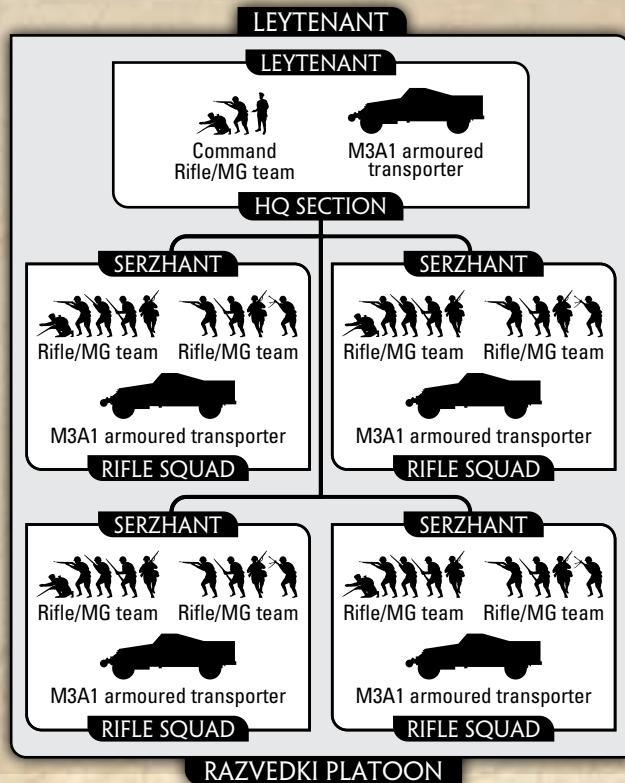 LEYTENANT
LEYTENANT
Command
Rifle/MG team
M3A1 armoured
transporter
HQ SECTION
SERZHANT
Rifle/MG team
Rifle/MG team
M3A1 armoured transporter
RIFLE SQUAD
SERZHANT
Rifle/MG team
Rifle/MG team
M3A1 armoured transporter
RIFLE SQUAD
SERZHANT
Rifle/MG team
Rifle/MG team
M3A1 armoured transporter
RIFLE SQUAD
SERZHANT
Rifle/MG team
Rifle/MG team
M3A1 armoured transporter
RIFLE SQUAD
RAZVEDKI PLATOON